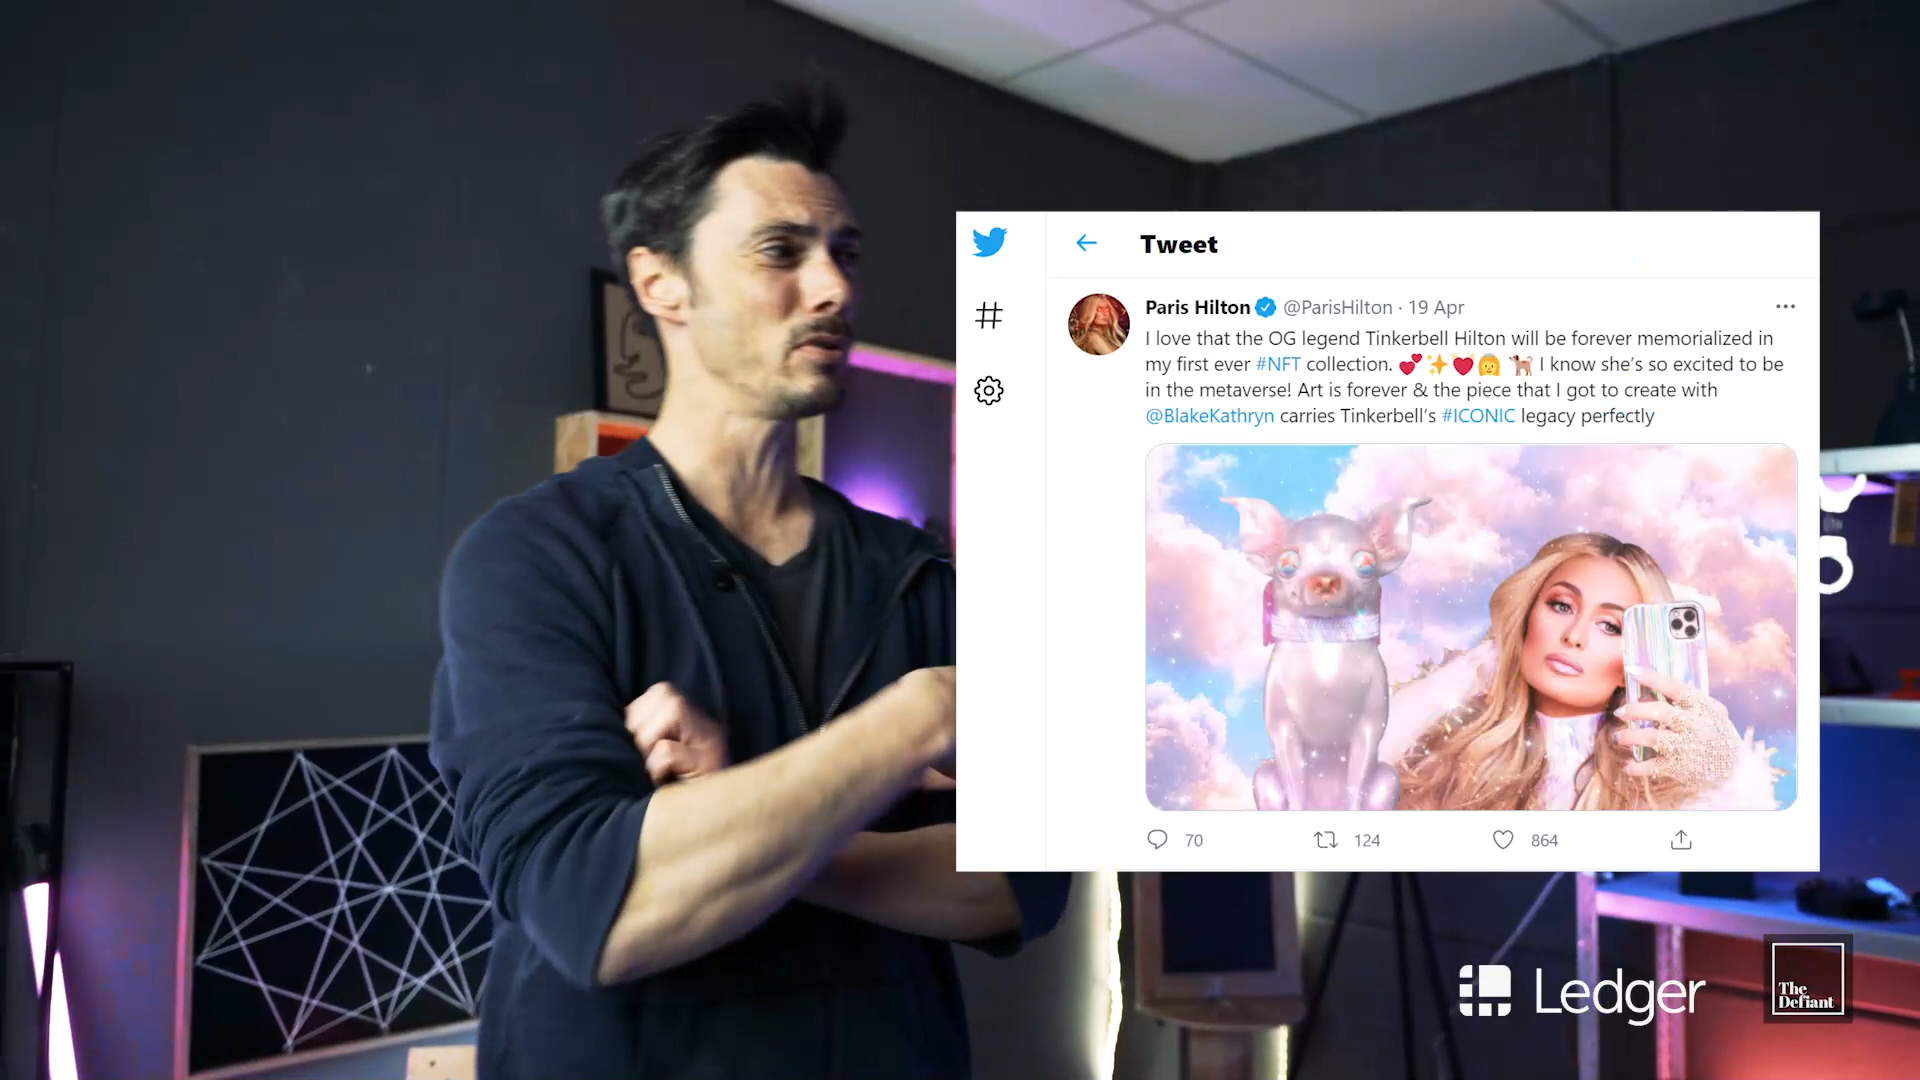 Tweet
Paris Hilton @ParisHilton · 19 Apr
I love that the OG legend Tinkerbell Hilton will be forever memorialized in
my first ever #NFT collection. 💕✨💓👸 🐕 I know she's so excited to be
in the metaverse! Art is forever & the piece that I got to create with
@BlakeKathryn carries Tinkerbell's #ICONIC legacy perfectly
70 124 864
Ledger
The
Defiant